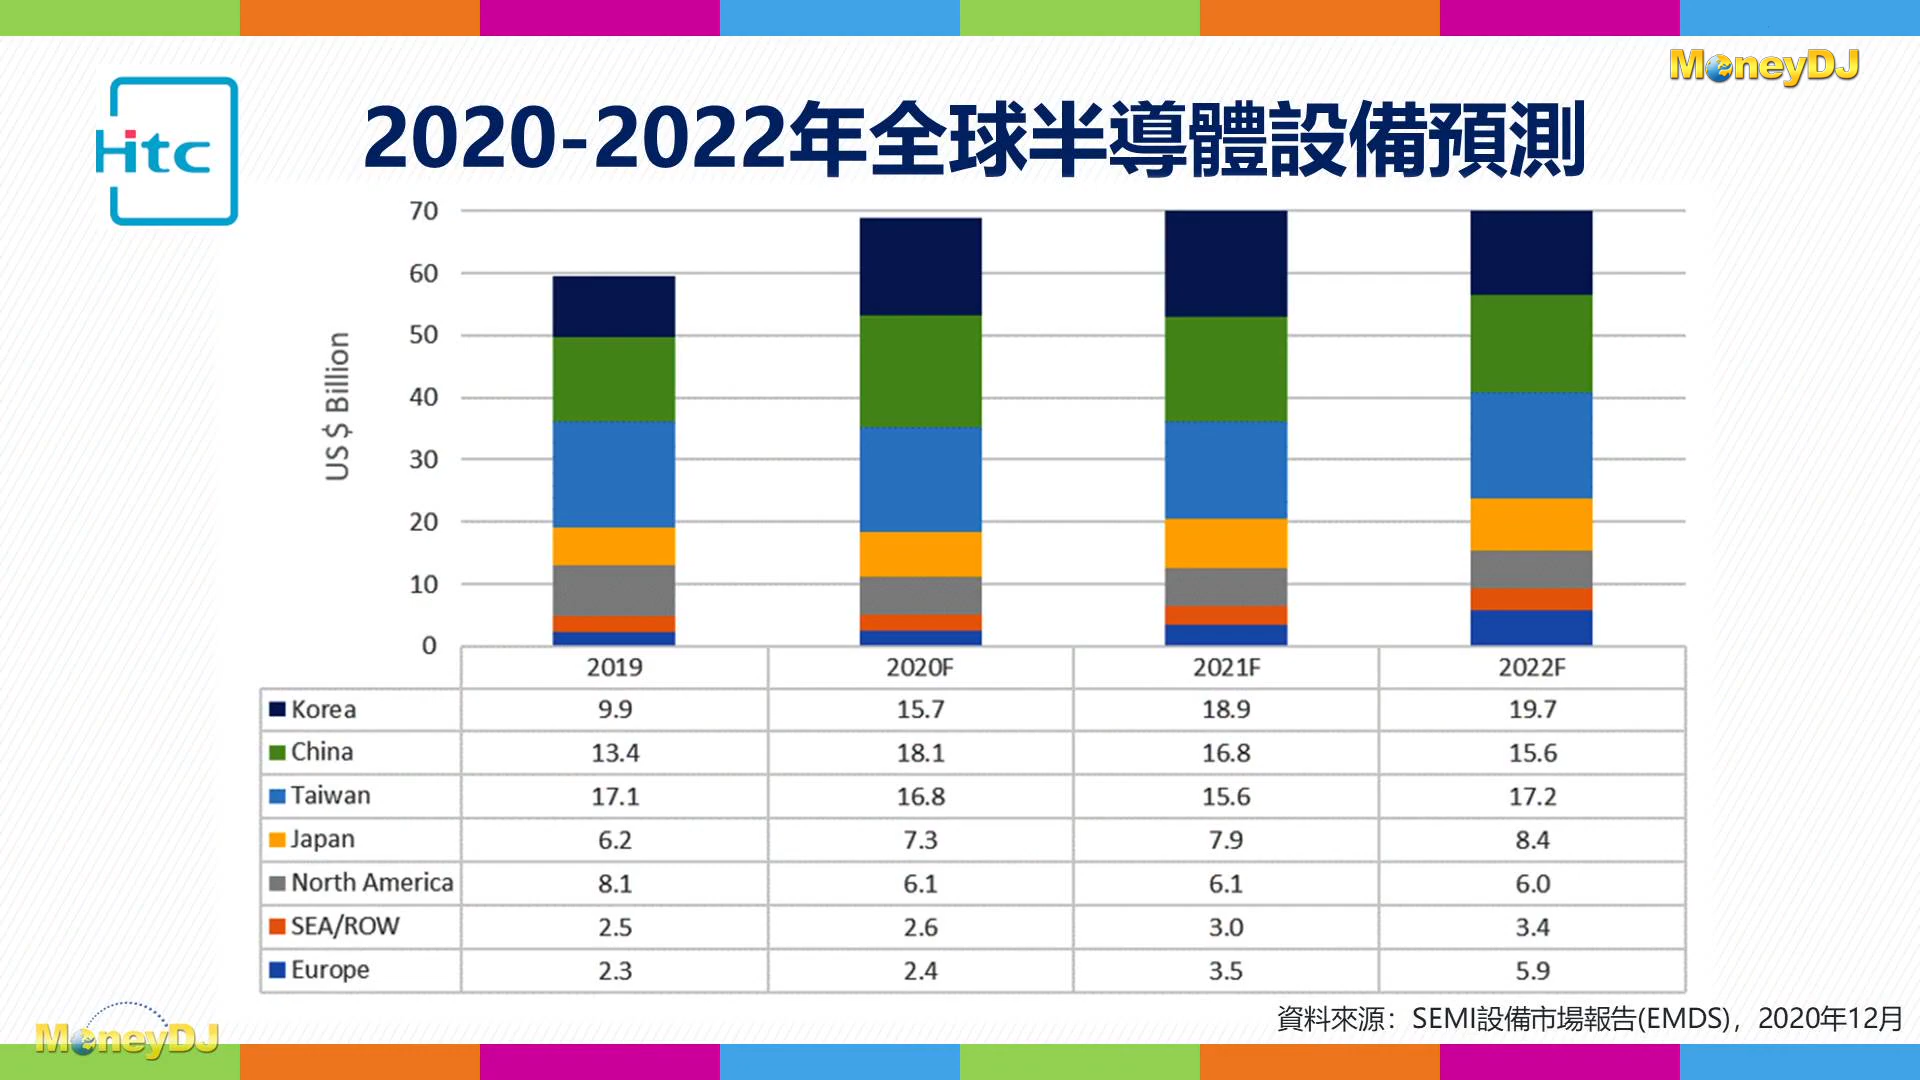 MoneyDJ
Hitc
2020-2022年全球半導體設備預測
US $ Billion
70
60
50
40
30
20
10
0
2019 2020F 2021F 2022F
Korea 9.9 15.7 18.9 19.7
China 13.4 18.1 16.8 15.6
Taiwan 17.1 16.8 15.6 17.2
Japan 6.2 7.3 7.9 8.4
North America 8.1 6.1 6.1 6.0
SEA/ROW 2.5 2.6 3.0 3.4
Europe 2.3 2.4 3.5 5.9
資料來源：SEMI設備市場報告(EMDS)，2020年12月
MoneyDJ